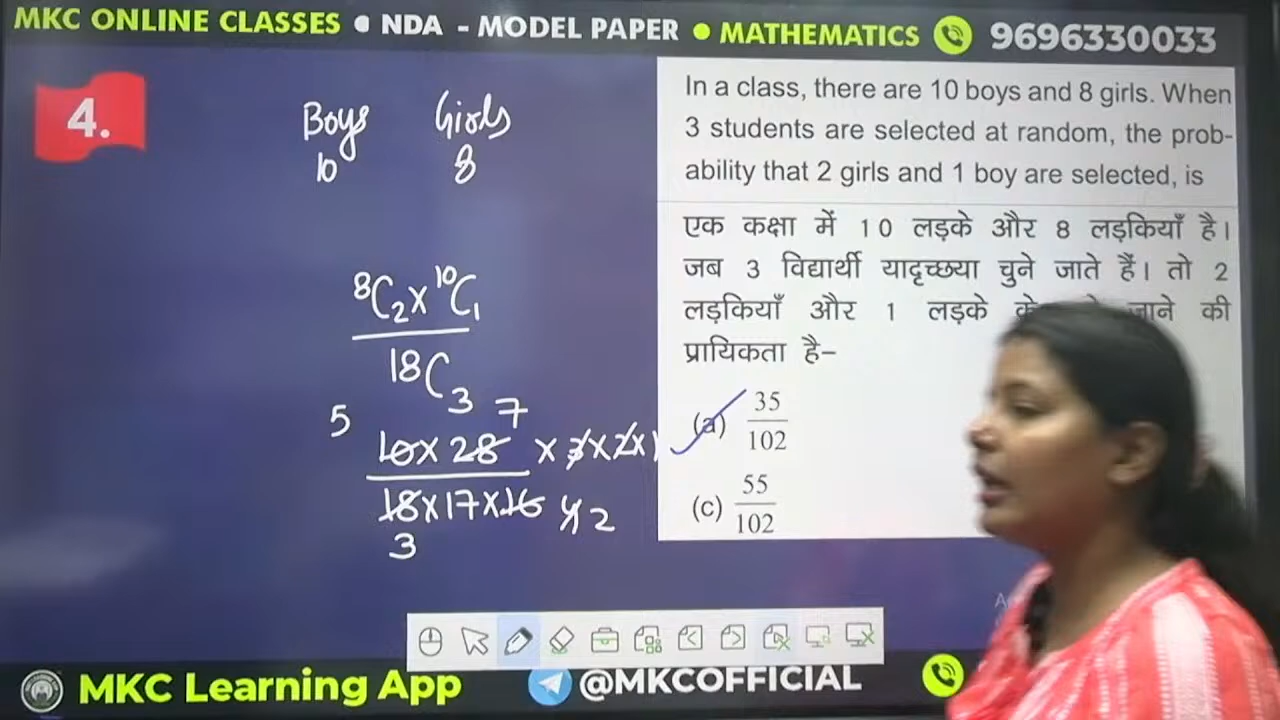 MKC ONLINE CLASSES ● NDA - MODEL PAPER ● MATHEMATICS 9696330033
4.
Boys Girls
10 8
⁸C₂ x ¹⁰C₁
¹⁸C₃
5 7
10 x 28 x 3 x 2 x 1
18 x 17 x 16 4 2
3
In a class, there are 10 boys and 8 girls. When
3 students are selected at random, the prob-
ability that 2 girls and 1 boy are selected, is
एक कक्षा में 10 लड़के और 8 लड़कियाँ है।
जब 3 विद्यार्थी यादृच्छया चुने जाते हैं। तो 2
लड़कियाँ और 1 लड़के जाने की
प्रायिकता है-
(a) 35/102
(c) 55/102
MKC Learning App @MKCOFFICIAL